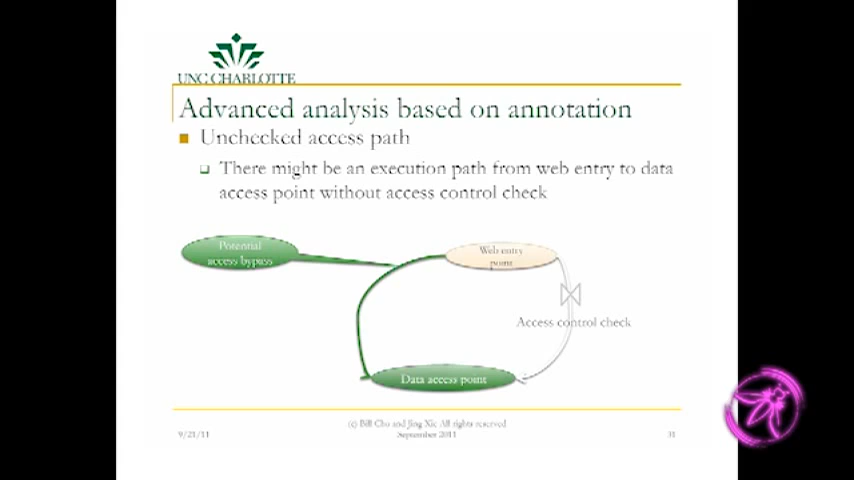 UNC CHARLOTTE
Advanced analysis based on annotation
Unchecked access path
There might be an execution path from web entry to data
access point without access control check
Potential
access bypass
Web entry
point
Access control check
Data access point
(c) Bill Chu and Jing Xie All rights reserved
9/21/11
September 2011
31